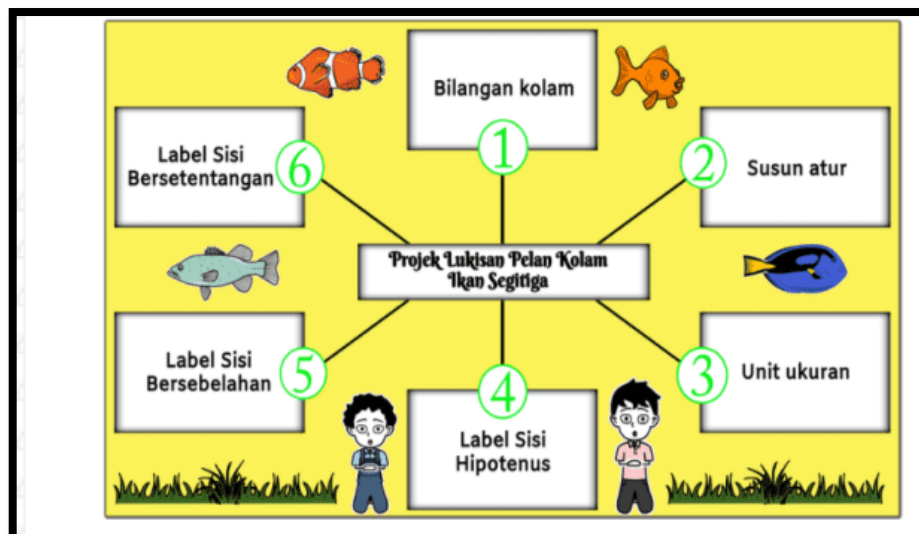 Bilangan kolam
1
Label Sisi
Bersetentangan
6
2
Susun atur
Projek Lukisan Pelan Kolam
Ikan Segitiga
Label Sisi
Bersebelahan
5
4
Label Sisi
Hipotenus
3
Unit ukuran